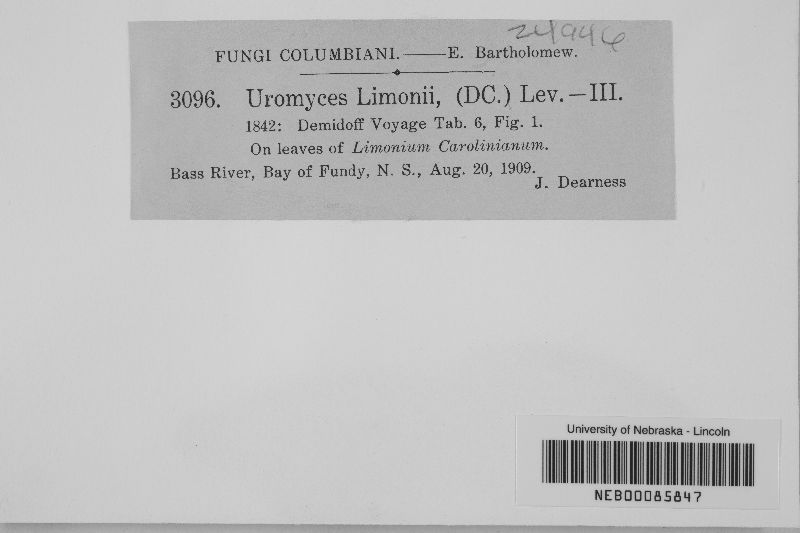 24946
FUNGI COLUMBIANI.——E. Bartholomew.
3096. Uromyces Limonii, (DC.) Lev.—III.
1842: Demidoff Voyage Tab. 6, Fig. 1.
On leaves of Limonium Carolinianum.
Bass River, Bay of Fundy, N. S., Aug. 20, 1909.
J. Dearness
University of Nebraska - Lincoln
NEB00085847